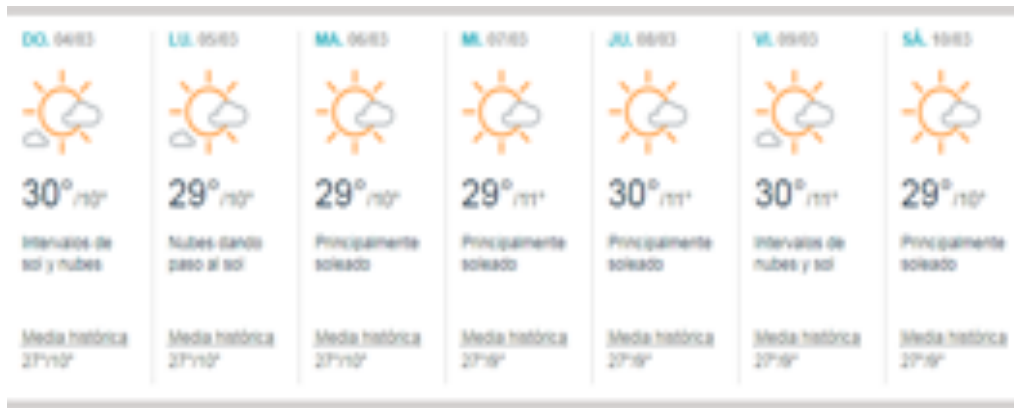 DO. 04/03
30°/10°
Intervalos de
sol y nubes
Media histórica
27°/10°
LU. 05/03
29°/10°
Nubes dando
paso al sol
Media histórica
27°/10°
MA. 06/03
29°/10°
Principalmente
soleado
Media histórica
27°/10°
MI. 07/03
29°/11°
Principalmente
soleado
Media histórica
27°/9°
JU. 08/03
30°/11°
Principalmente
soleado
Media histórica
27°/9°
VI. 09/03
30°/11°
Intervalos de
nubes y sol
Media histórica
27°/9°
SÁ. 10/03
29°/10°
Principalmente
soleado
Media histórica
27°/9°